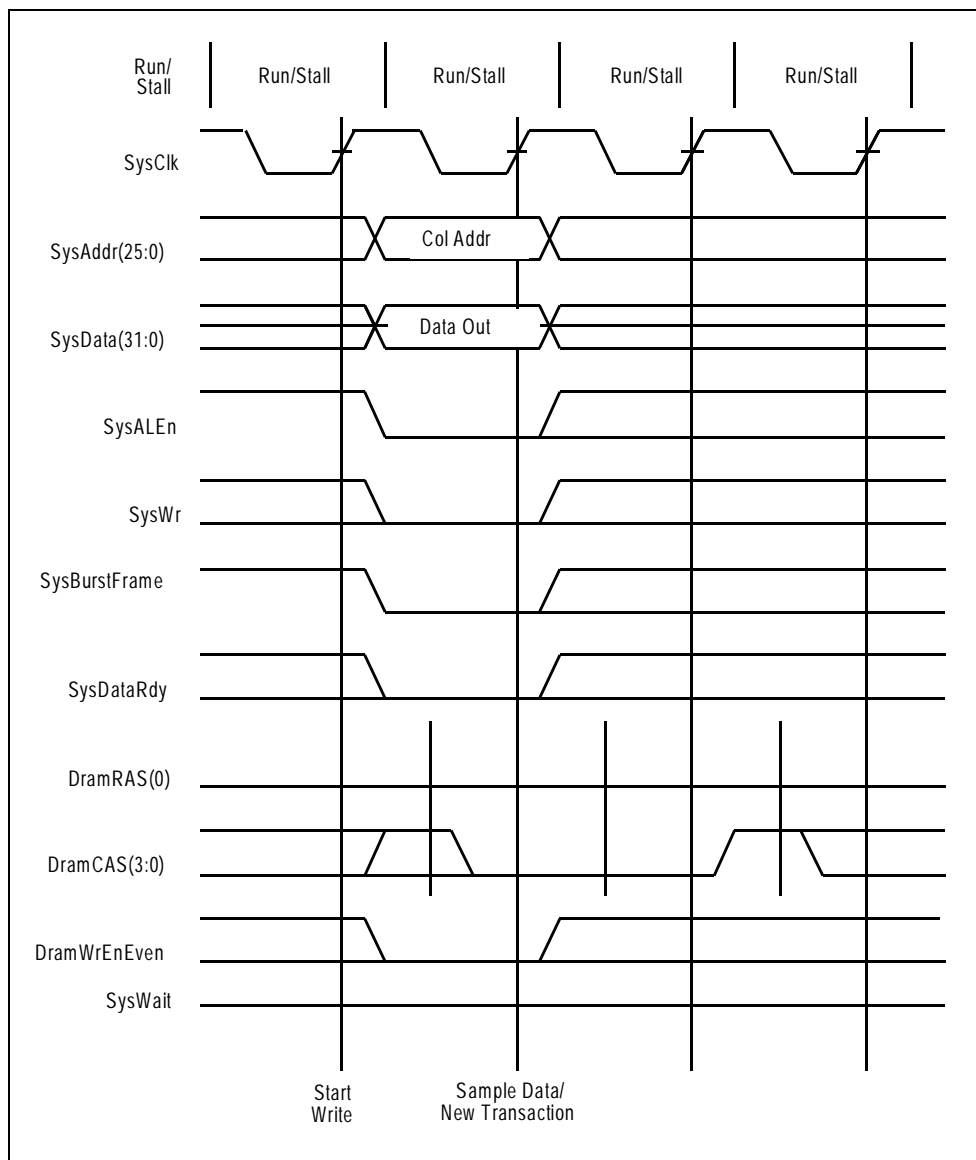 Run/
Stall
Run/Stall
Run/Stall
Run/Stall
Run/Stall
SysClk
SysAddr(25:0)
Col Addr
SysData(31:0)
Data Out
SysALEn
SysWr
SysBurstFrame
SysDataRdy
DramRAS(0)
DramCAS(3:0)
DramWrEnEven
SysWait
Start
Write
Sample Data/
New Transaction